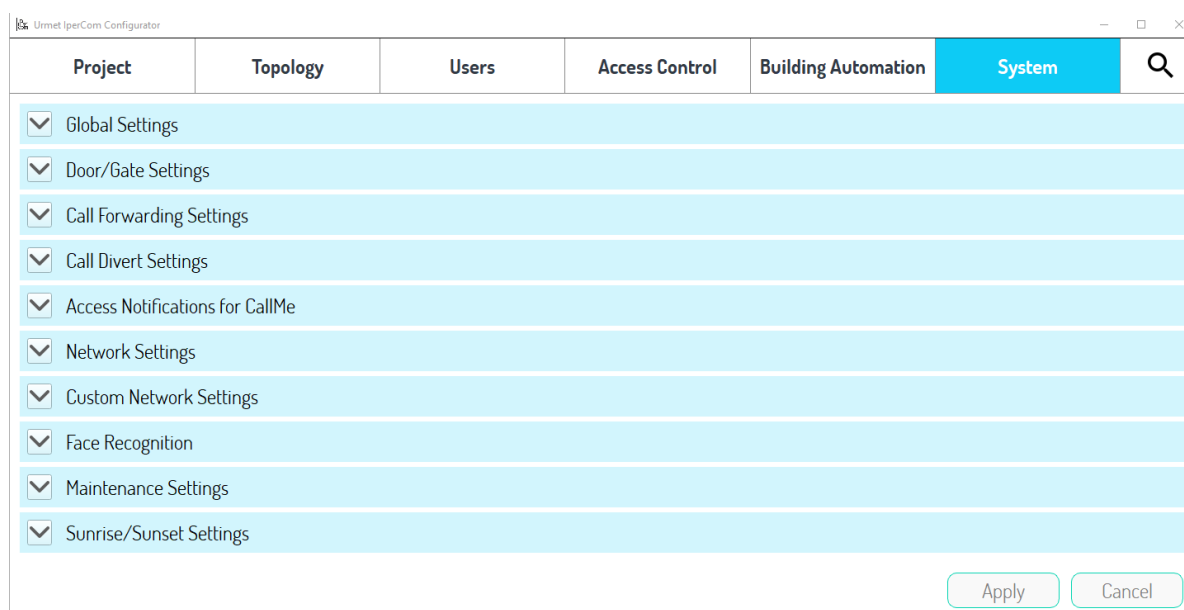 Urmet IperCom Configurator
Project Topology Users Access Control Building Automation System
Global Settings
Door/Gate Settings
Call Forwarding Settings
Call Divert Settings
Access Notifications for CallMe
Network Settings
Custom Network Settings
Face Recognition
Maintenance Settings
Sunrise/Sunset Settings
Apply Cancel